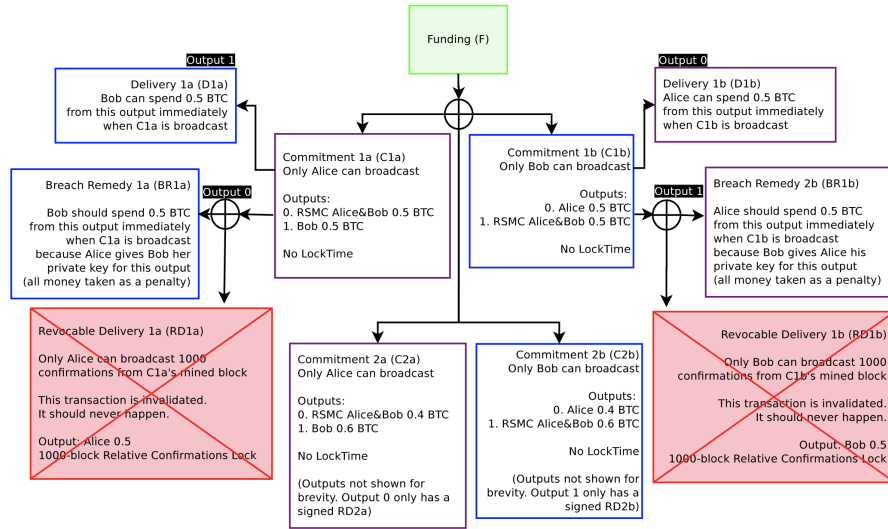 Funding (F)
Output 1
Delivery 1a (D1a)
Bob can spend 0.5 BTC
from this output immediately
when C1a is broadcast
Output 0
Delivery 1b (D1b)
Alice can spend 0.5 BTC
from this output immediately
when C1b is broadcast
Commitment 1a (C1a)
Only Alice can broadcast
Outputs:
0. RSMC Alice&Bob 0.5 BTC
1. Bob 0.5 BTC
No LockTime
Commitment 1b (C1b)
Only Bob can broadcast
Outputs:
0. Alice 0.5 BTC
1. RSMC Alice&Bob 0.5 BTC
No LockTime
Breach Remedy 1a (BR1a)
Bob should spend 0.5 BTC
from this output immediately
when C1a is broadcast
because Alice gives Bob her
private key for this output
(all money taken as a penalty)
Output 0
Output 1
Breach Remedy 2b (BR1b)
Alice should spend 0.5 BTC
from this output immediately
when C1b is broadcast
because Bob gives Alice his
private key for this output
(all money taken as a penalty)
Revocable Delivery 1a (RD1a)
Only Alice can broadcast 1000
confirmations from C1a's mined block
This transaction is invalidated.
It should never happen.
Output: Alice 0.5
1000-block Relative Confirmations Lock
Commitment 2a (C2a)
Only Alice can broadcast
Outputs:
0. RSMC Alice&Bob 0.4 BTC
1. Bob 0.6 BTC
No LockTime
(Outputs not shown for
brevity. Output 0 only has a
signed RD2a)
Commitment 2b (C2b)
Only Bob can broadcast
Outputs:
0. Alice 0.4 BTC
1. RSMC Alice&Bob 0.6 BTC
No LockTime
(Outputs not shown for
brevity. Output 1 only has a
signed RD2b)
Revocable Delivery 1b (RD1b)
Only Bob can broadcast 1000
confirmations from C1b's mined block
This transaction is invalidated.
It should never happen.
Output: Bob 0.5
1000-block Relative Confirmations Lock